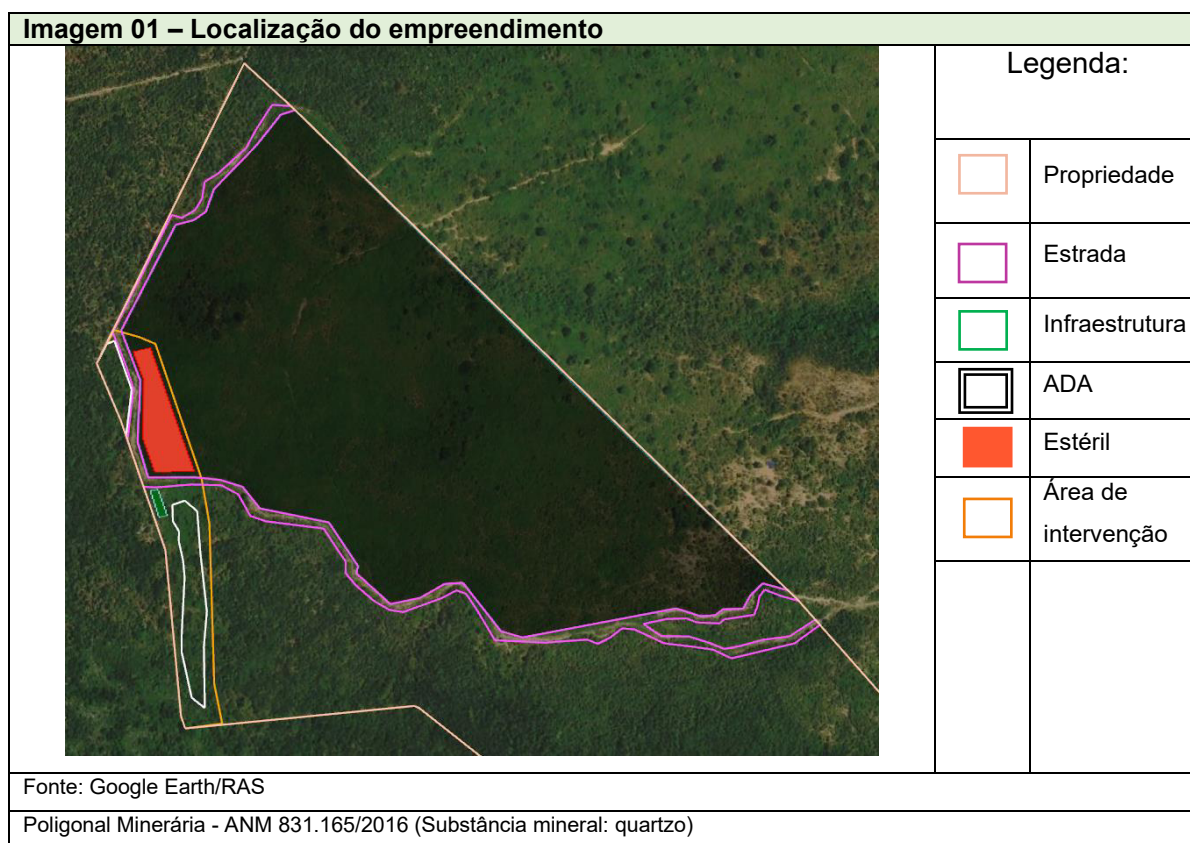 Imagem 01 – Localização do empreendimento
Legenda:
Propriedade
Estrada
Infraestrutura
ADA
Estéril
Área de
intervenção
Fonte: Google Earth/RAS
Poligonal Minerária - ANM 831.165/2016 (Substância mineral: quartzo)